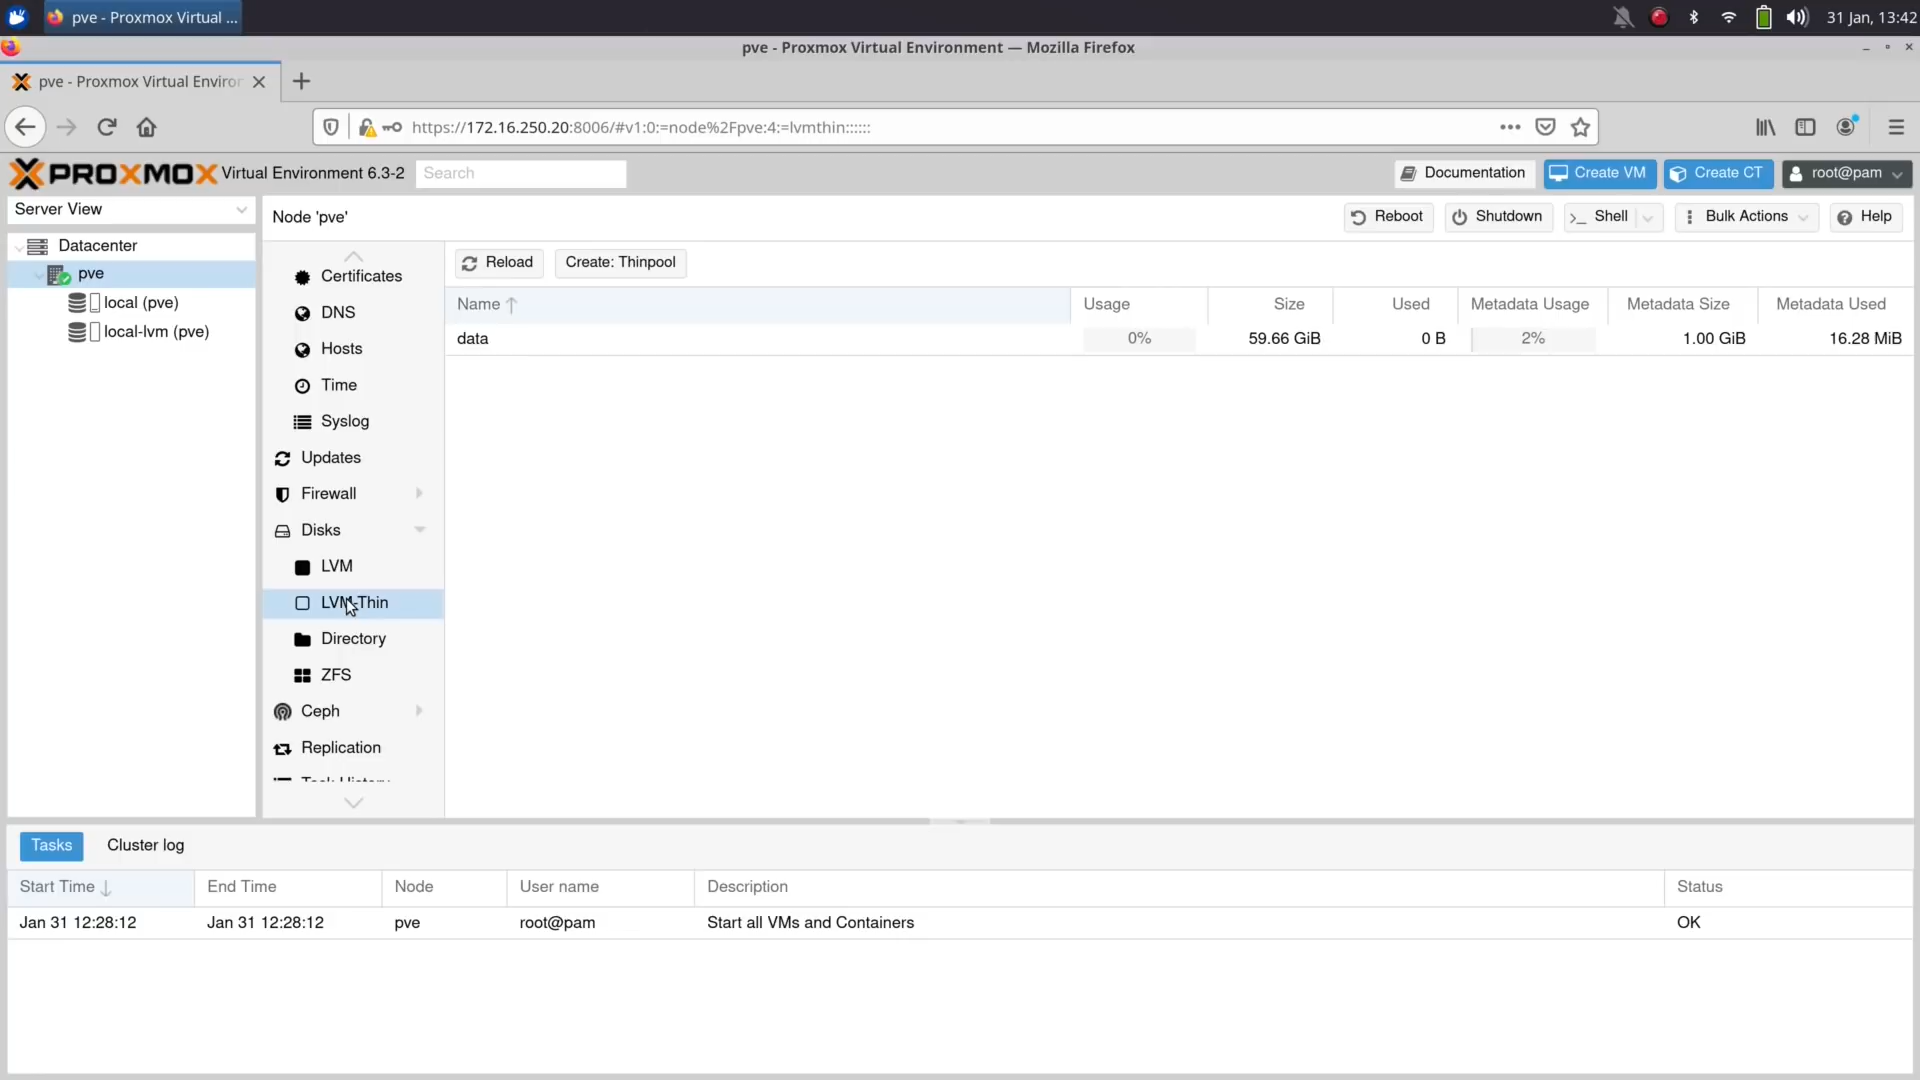 pve - Proxmox Virtual ...
31 Jan, 13:42
pve - Proxmox Virtual Environment — Mozilla Firefox
pve - Proxmox Virtual Enviror
https://172.16.250.20:8006/#v1:0:=node%2Fpve:4:=lvmthin::::::
PROXMOX Virtual Environment 6.3-2
Search
Documentation
Create VM
Create CT
root@pam
Server View
Node 'pve'
Reboot
Shutdown
Shell
Bulk Actions
Help
Datacenter
pve
local (pve)
local-lvm (pve)
Certificates
DNS
Hosts
Time
Syslog
Updates
Firewall
Disks
LVM
LVM-Thin
Directory
ZFS
Ceph
Replication
Task History
Reload
Create: Thinpool
Name Usage Size Used Metadata Usage Metadata Size Metadata Used
data 0% 59.66 GiB 0 B 2% 1.00 GiB 16.28 MiB
Tasks
Cluster log
Start Time End Time Node User name Description Status
Jan 31 12:28:12 Jan 31 12:28:12 pve root@pam Start all VMs and Containers OK